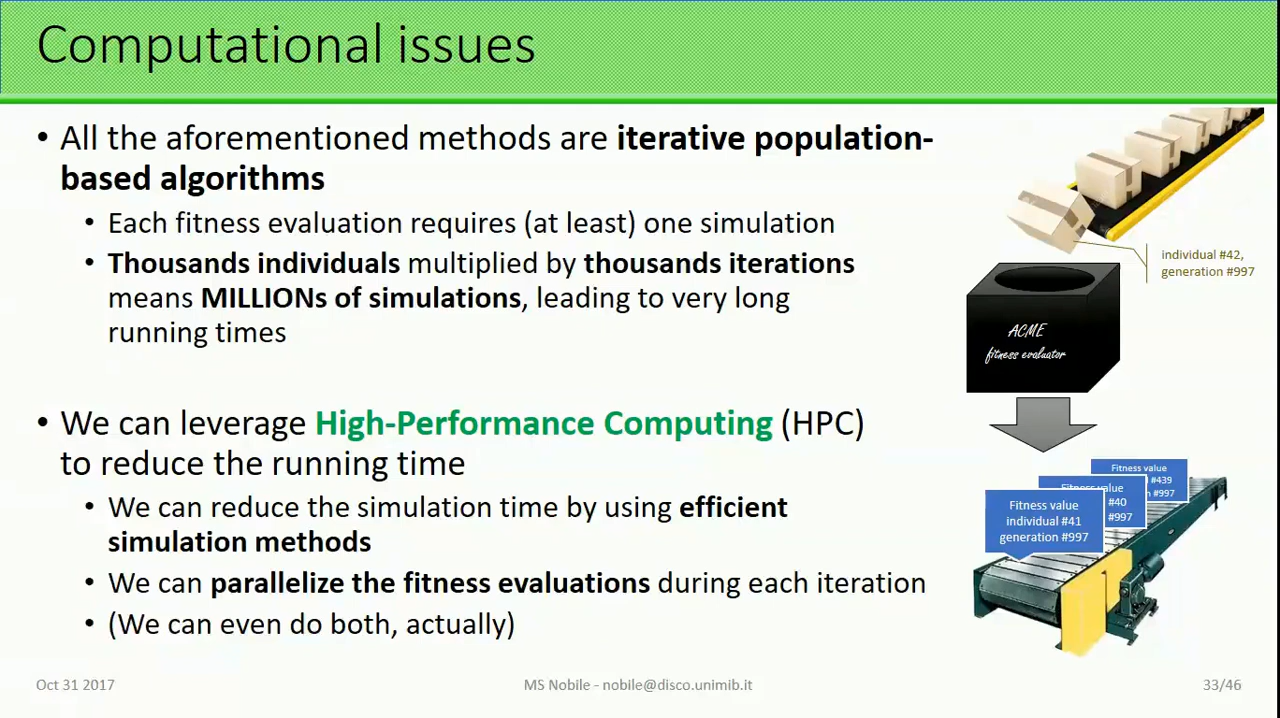 Computational issues
• All the aforementioned methods are iterative population-
based algorithms
• Each fitness evaluation requires (at least) one simulation
• Thousands individuals multiplied by thousands iterations
means MILLIONs of simulations, leading to very long
running times
• We can leverage High-Performance Computing (HPC)
to reduce the running time
• We can reduce the simulation time by using efficient
simulation methods
• We can parallelize the fitness evaluations during each iteration
• (We can even do both, actually)
individual #42,
generation #997
ACME
fitness evaluator
Fitness value
#439
#997
Fitness value
#40
#997
Fitness value
individual #41
generation #997
Oct 31 2017
MS Nobile - nobile@disco.unimib.it
33/46